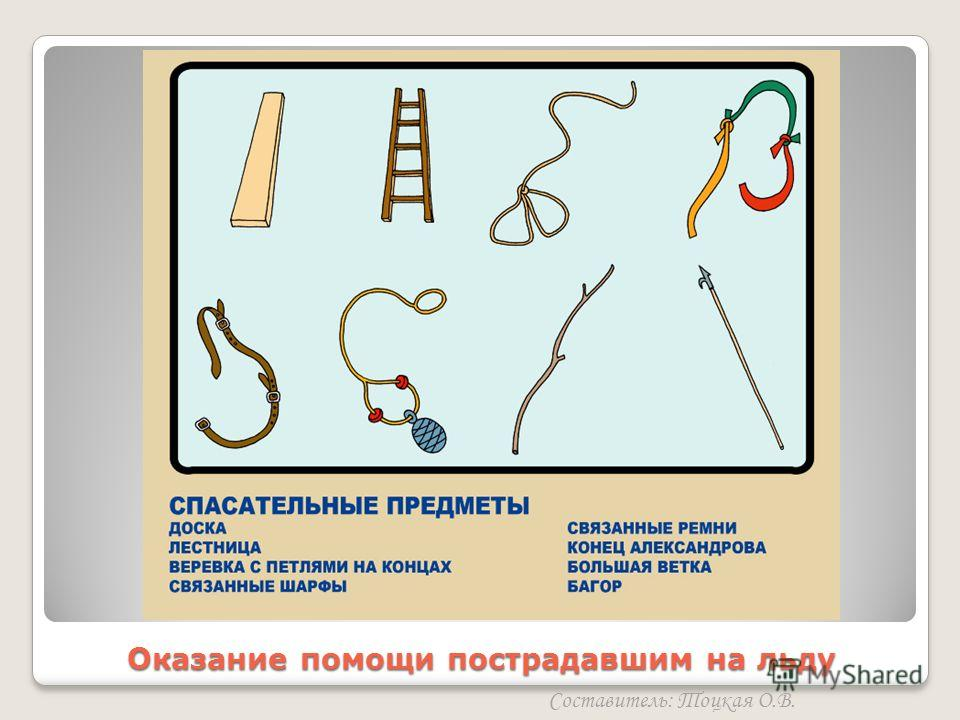 СПАСАТЕЛЬНЫЕ ПРЕДМЕТЫ
ДОСКА
ЛЕСТНИЦА
ВЕРЕВКА С ПЕТЛЯМИ НА КОНЦАХ
СВЯЗАННЫЕ ШАРФЫ
СВЯЗАННЫЕ РЕМНИ
КОНЕЦ АЛЕКСАНДРОВА
БОЛЬШАЯ ВЕТКА
БАГОР
Оказание помощи пострадавшим на льду
MyShared
Составитель: Тоцкая О.В.